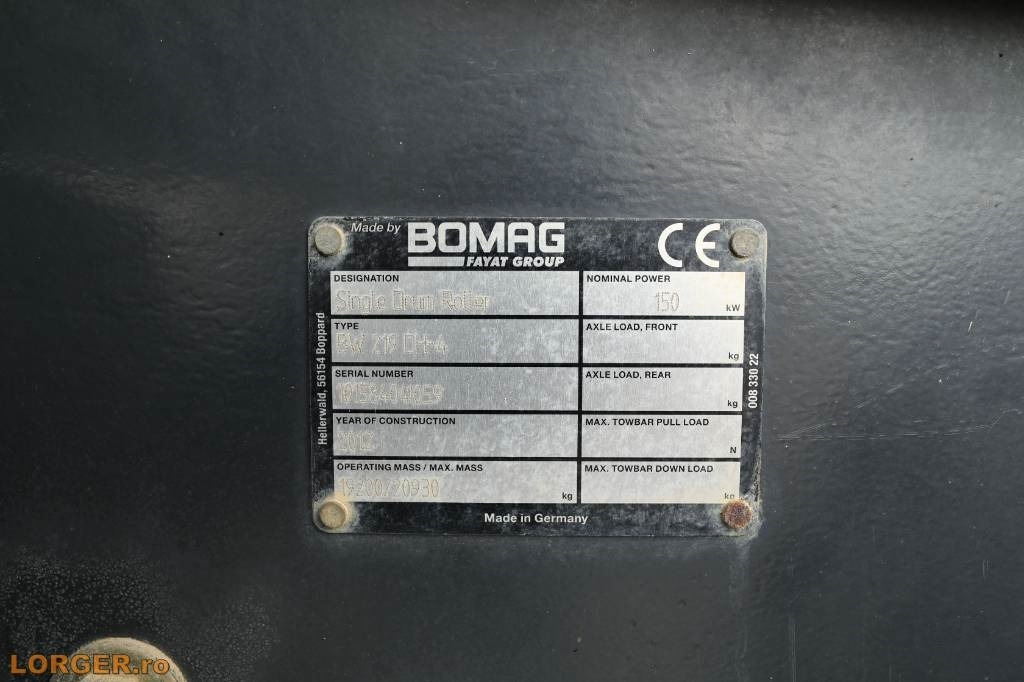 Made by BOMAG CE
FAYAT GROUP
DESIGNATION
Single Drum Roller
NOMINAL POWER
150 kW
TYPE
BW 219 DH-4
AXLE LOAD, FRONT
kg
SERIAL NUMBER
AXLE LOAD, REAR
kg
YEAR OF CONSTRUCTION
2012
MAX. TOWBAR PULL LOAD
N
OPERATING MASS / MAX. MASS
19200/20930 kg
MAX. TOWBAR DOWN LOAD
kg
Made in Germany
Hellerwald, 56154 Boppard
008 330 22
LORGER.ro